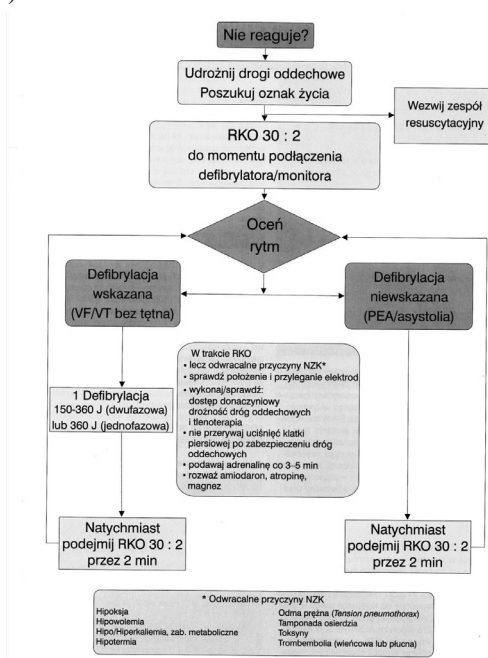 Nie reaguje?
Udrożnij drogi oddechowe
Poszukuj oznak życia
Wezwij zespół
resuscytacyjny
RKO 30 : 2
do momentu podłączenia
defibrylatora/monitora
Oceń
rytm
Defibrylacja
wskazana
(VF/VT bez tętna)
Defibrylacja
niewskazana
(PEA/asystolia)
1 Defibrylacja
150-360 J (dwufazowa)
lub 360 J (jednofazowa)
W trakcie RKO
• lecz odwracalne przyczyny NZK*
• sprawdź położenie i przyleganie elektrod
• wykonaj/sprawdź:
dostęp donaczyniowy
drożność dróg oddechowych
i tlenoterapia
• nie przerywaj uciśnięć klatki
piersiowej po zabezpieczeniu dróg
oddechowych
• podawaj adrenalinę co 3–5 min
• rozważ amiodaron, atropinę,
magnez
Natychmiast
podejmij RKO 30 : 2
przez 2 min
Natychmiast
podejmij RKO 30 : 2
przez 2 min
* Odwracalne przyczyny NZK
Hipoksja
Hipowolemia
Hipo/Hiperkaliemia, zab. metaboliczne
Hipotermia
Odma prężna (Tension pneumothorax)
Tamponada osierdzia
Toksyny
Trombembolia (wieńcowa lub płucna)